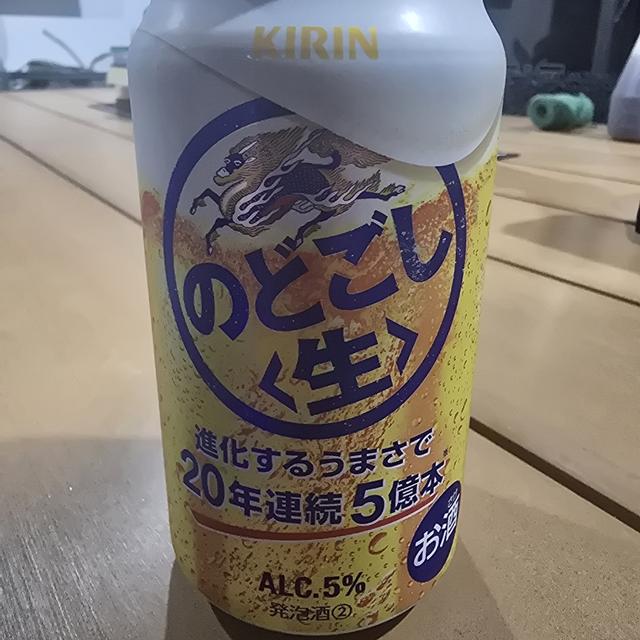 KIRIN
のどごし
〈生〉
進化するうまさで
20年連続5億本※
お酒
ALC.5%
発泡酒②